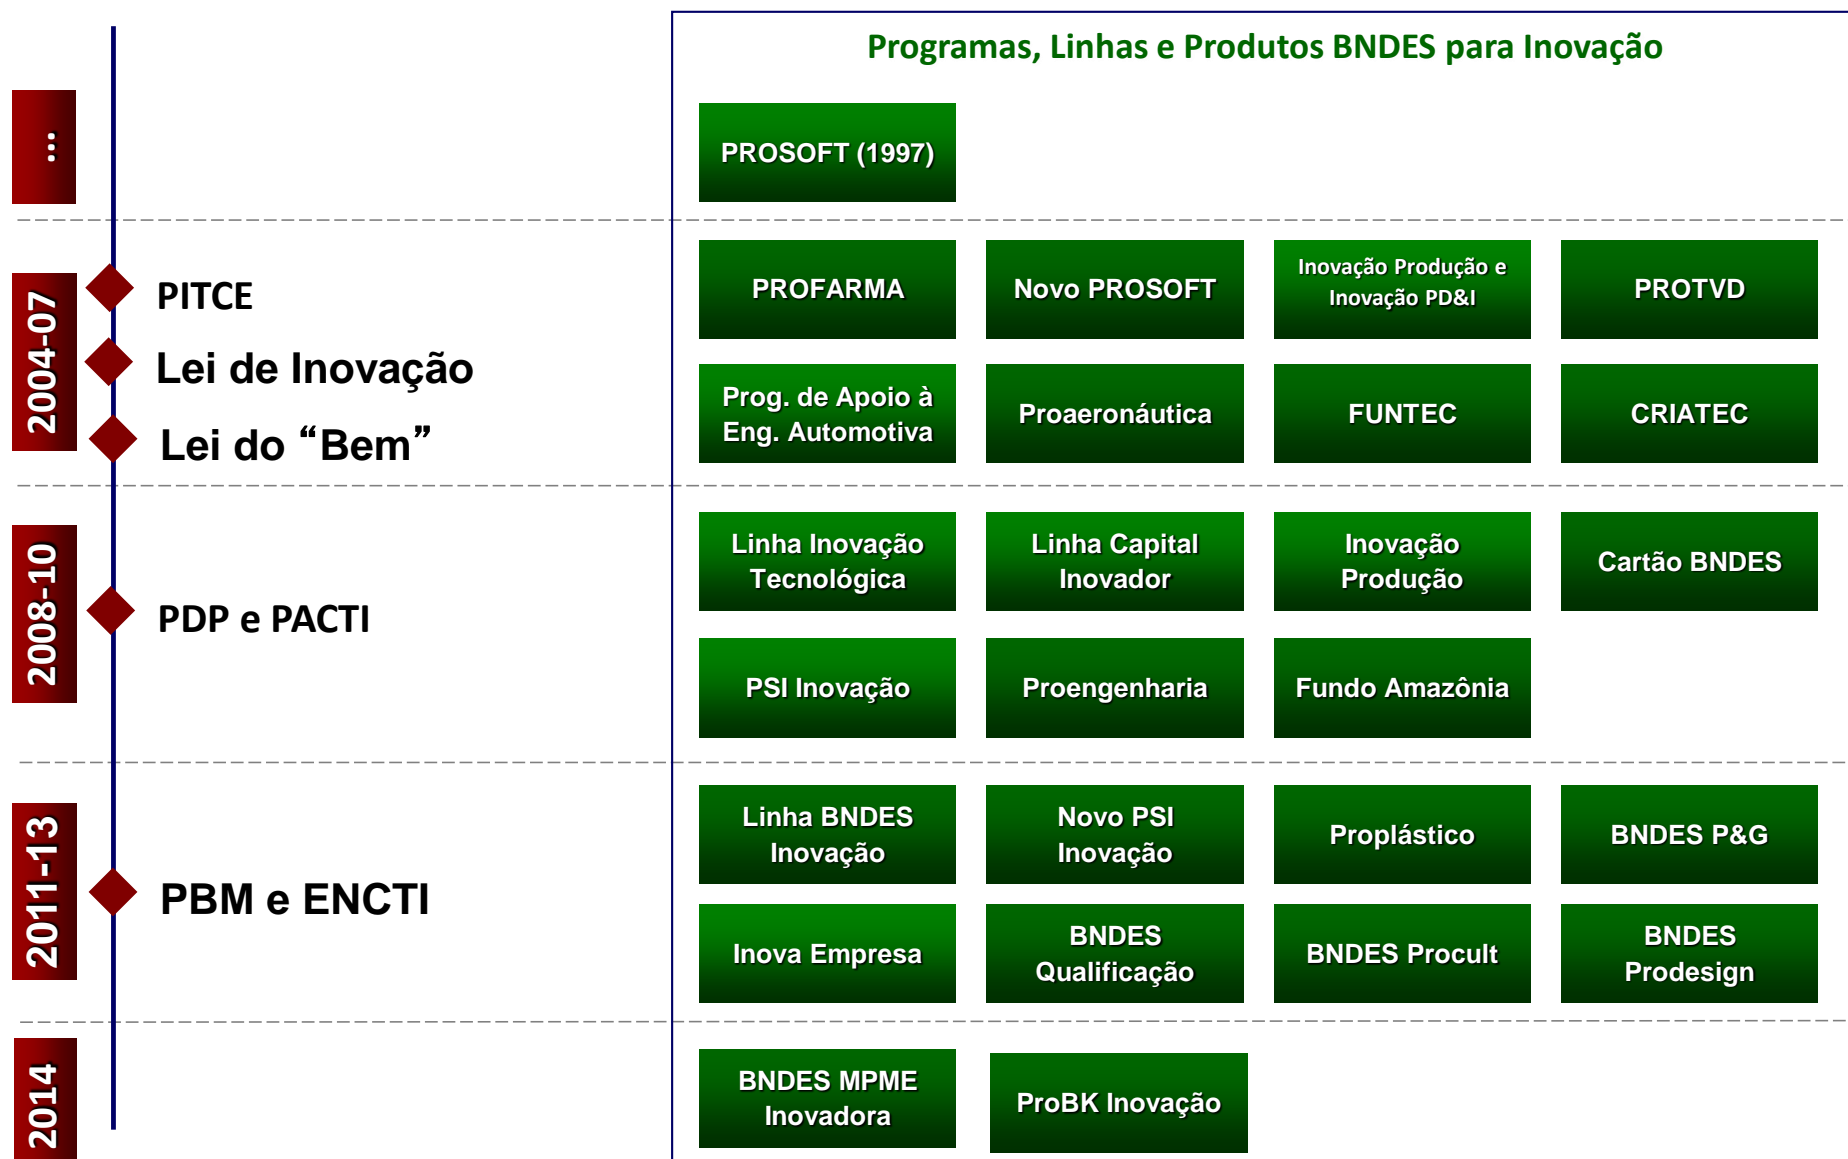 Programas, Linhas e Produtos BNDES para Inovação
...
PROSOFT (1997)
2004-07
PITCE
Lei de Inovação
Lei do “Bem”
PROFARMA
Novo PROSOFT
Inovação Produção e
Inovação PD&I
PROTVD
Prog. de Apoio à
Eng. Automotiva
Proaeronáutica
FUNTEC
CRIATEC
2008-10
PDP e PACTI
Linha Inovação
Tecnológica
Linha Capital
Inovador
Inovação
Produção
Cartão BNDES
PSI Inovação
Proengenharia
Fundo Amazônia
2011-13
PBM e ENCTI
Linha BNDES
Inovação
Novo PSI
Inovação
Proplástico
BNDES P&G
Inova Empresa
BNDES
Qualificação
BNDES Procult
BNDES
Prodesign
2014
BNDES MPME
Inovadora
ProBK Inovação